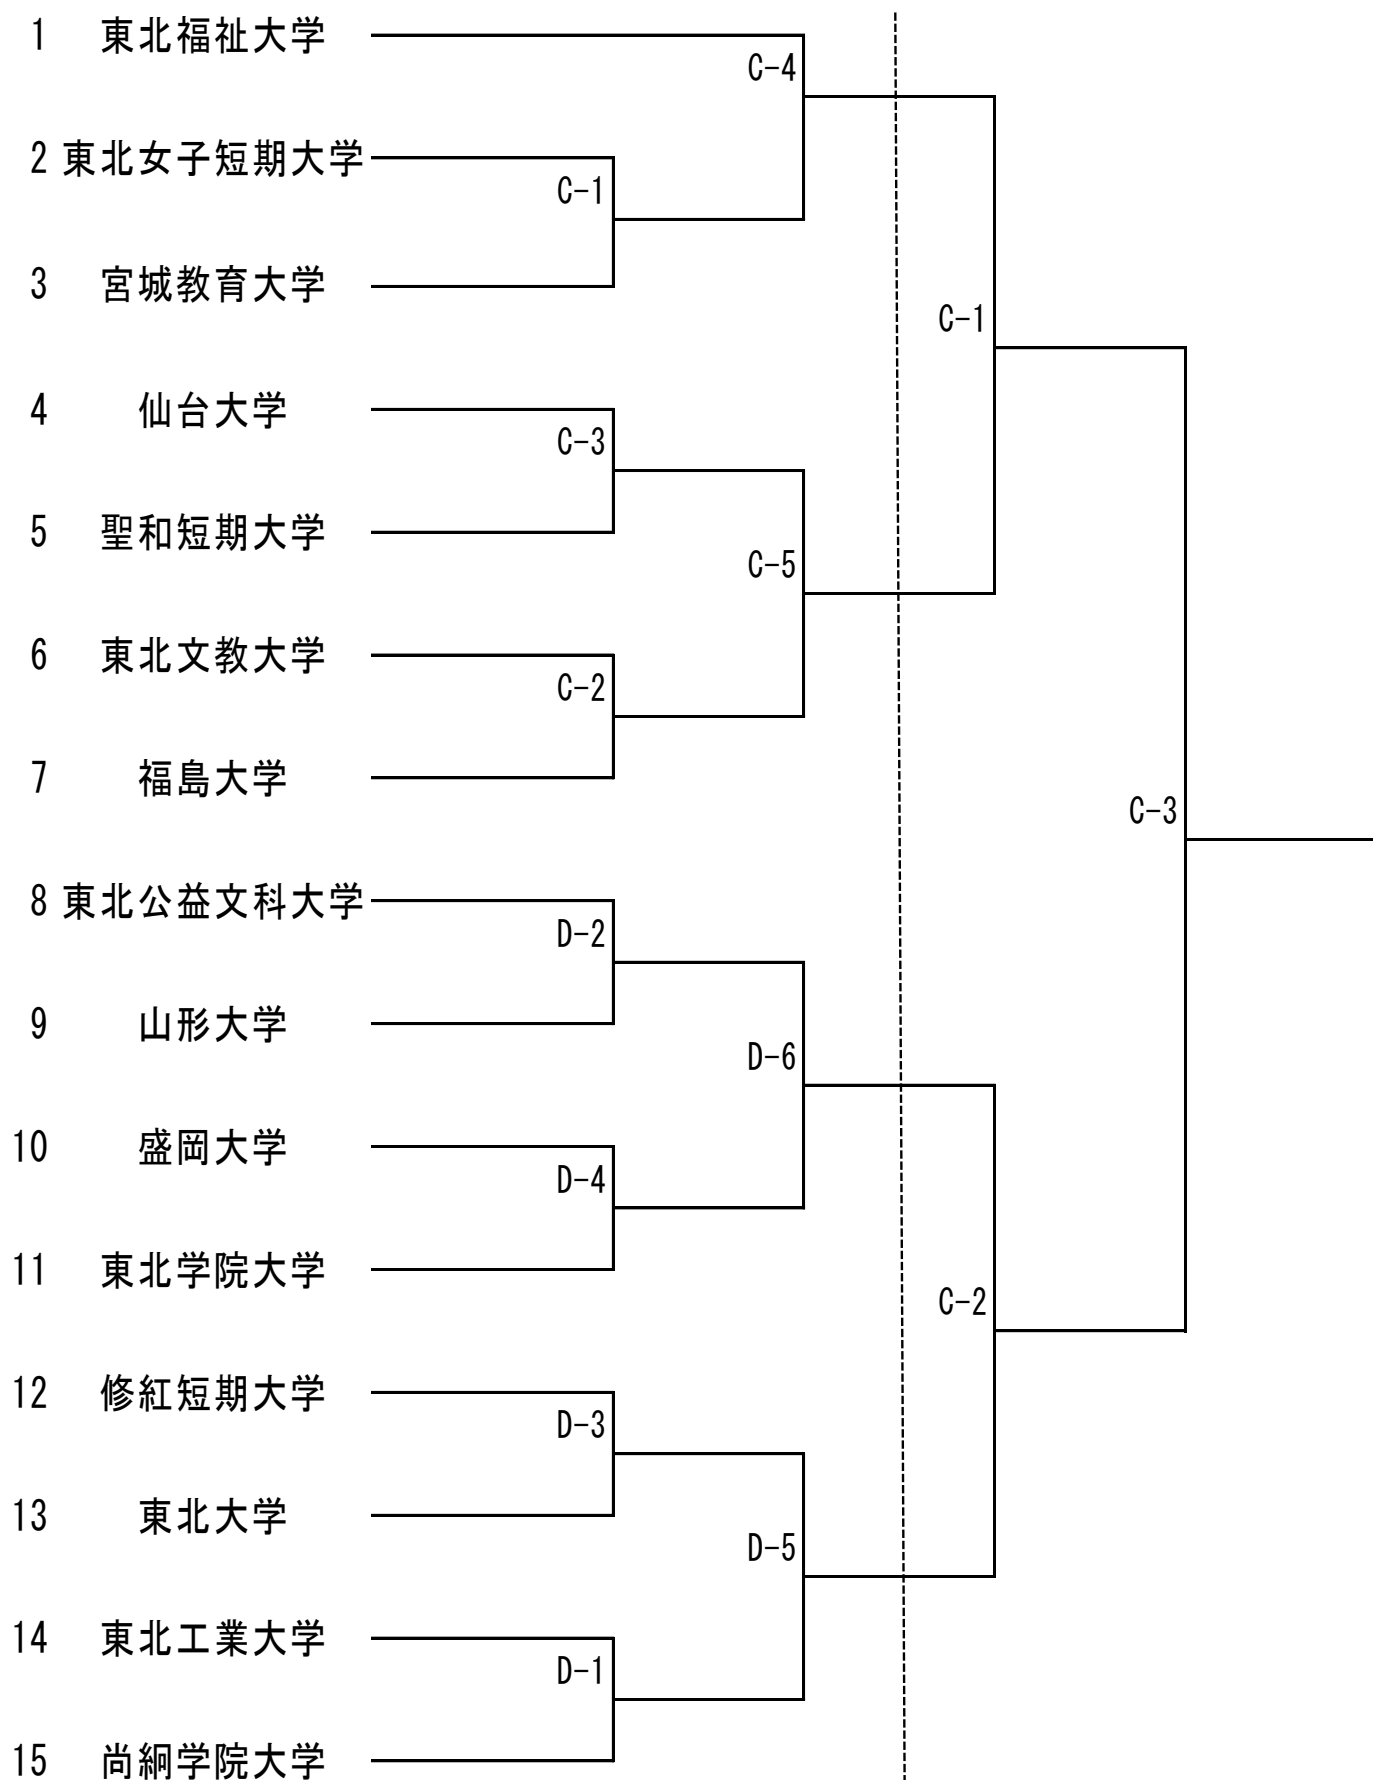 1 東北福祉大学
C-4
2 東北女子短期大学
C-1
3 宮城教育大学
C-1
4 仙台大学
C-3
5 聖和短期大学
C-5
6 東北文教大学
C-2
7 福島大学
C-3
8 東北公益文科大学
D-2
9 山形大学
D-6
10 盛岡大学
D-4
11 東北学院大学
C-2
12 修紅短期大学
D-3
13 東北大学
D-5
14 東北工業大学
D-1
15 尚絅学院大学